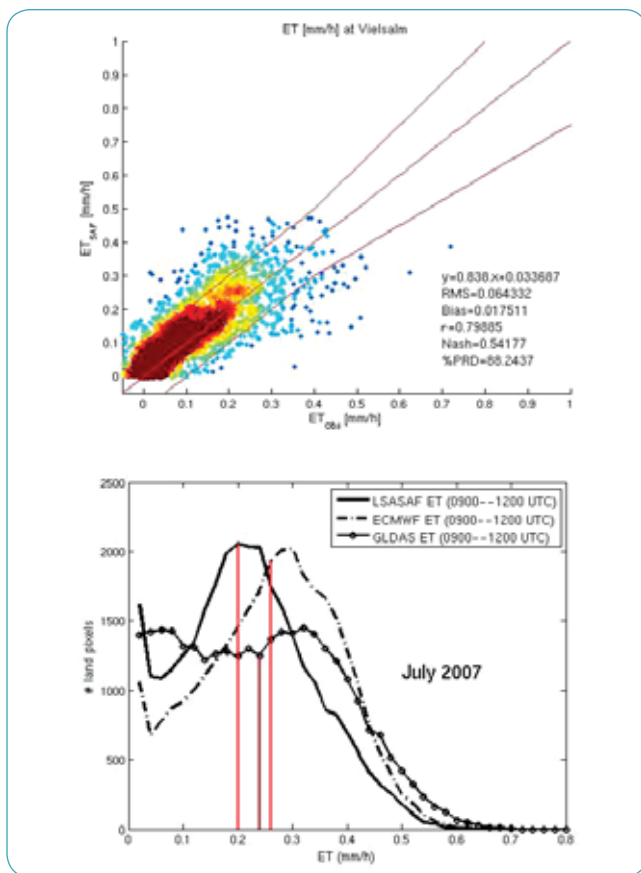 ET [mm/h] at Vielsalm
1
0.9
0.8
0.7
0.6
0.5
0.4
0.3
0.2
0.1
0
ET_SAF [mm/h]
y=0.838.x+0.033687
RMS=0.064332
Bias=0.017511
r=0.79885
Nash=0.54177
%PRD=88.2437
0 0.1 0.2 0.3 0.4 0.5 0.6 0.7 0.8 0.9 1
ET_Obs [mm/h]
2500
2000
1500
1000
500
0
# land pixels
LSASAF ET (0900--1200 UTC)
ECMWF ET (0900--1200 UTC)
GLDAS ET (0900--1200 UTC)
July 2007
0 0.1 0.2 0.3 0.4 0.5 0.6 0.7 0.8
ET (mm/h)